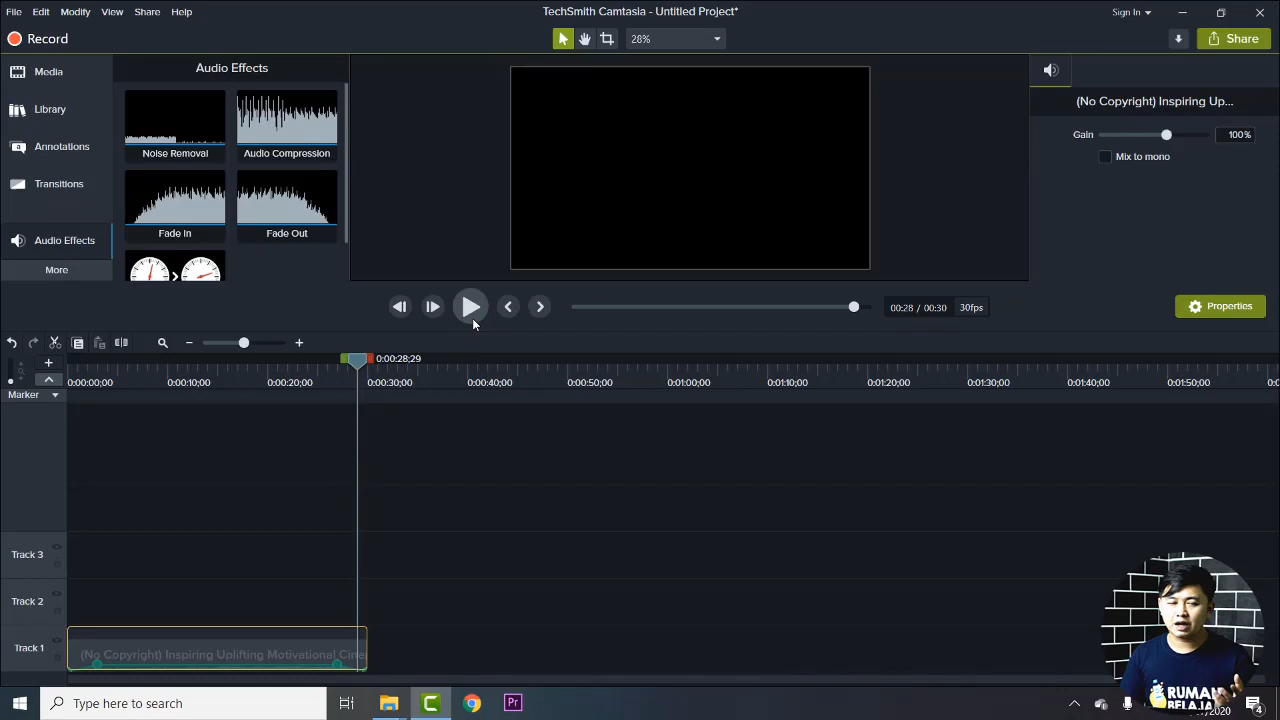 File Edit Modify View Share Help
TechSmith Camtasia - Untitled Project*
Sign In
Record
28%
Share
Media
Library
Annotations
Transitions
Audio Effects
More
Audio Effects
Noise Removal
Audio Compression
Fade In
Fade Out
(No Copyright) Inspiring Up...
Gain 100%
Mix to mono
00:28 / 00:30 30fps
Properties
0:00:28;29
0:00:00;00 0:00:10;00 0:00:20;00 0:00:30;00 0:00:40;00 0:00:50;00 0:01:00;00 0:01:10;00 0:01:20;00 0:01:30;00 0:01:40;00 0:01:50;00
Marker
Track 3
Track 2
Track 1
(No Copyright) Inspiring Uplifting Motivational Cine
RUMAH
BELAJ
Type here to search
Pr
2020
4